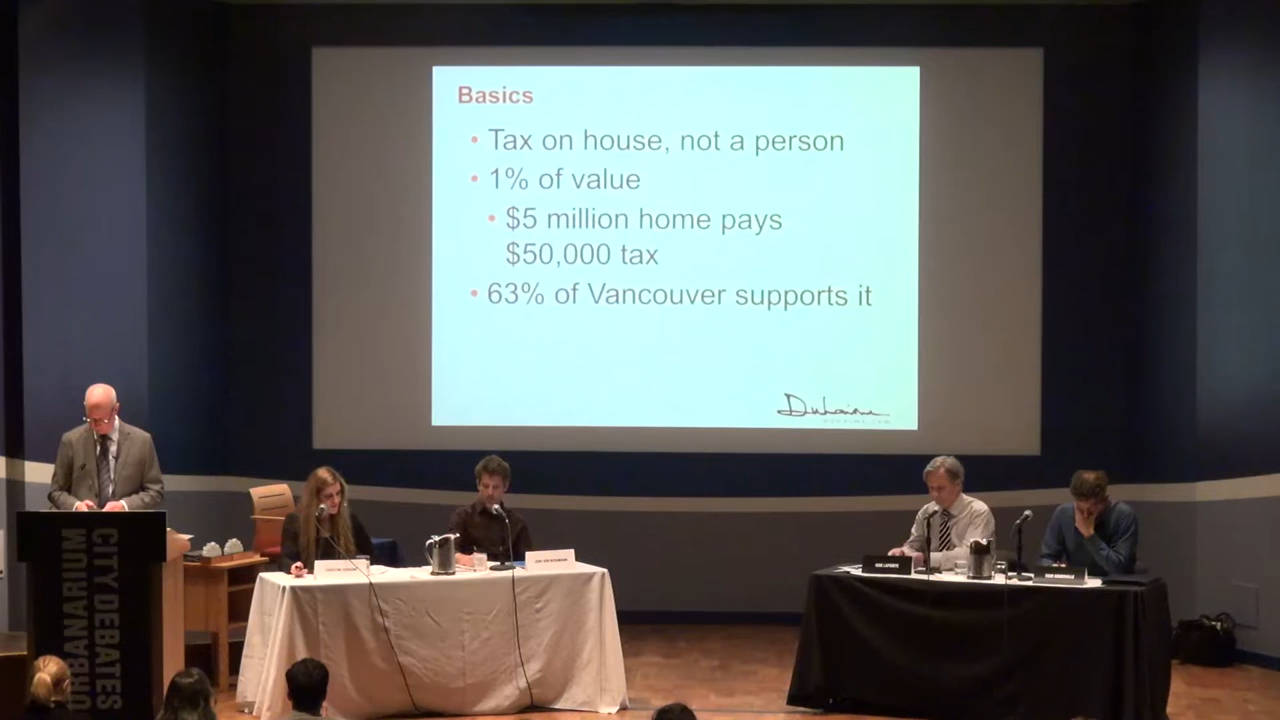 Basics
• Tax on house, not a person
• 1% of value
• $5 million home pays
$50,000 tax
• 63% of Vancouver supports it
Duhaime
URBANARIUM
CITY DEBATES